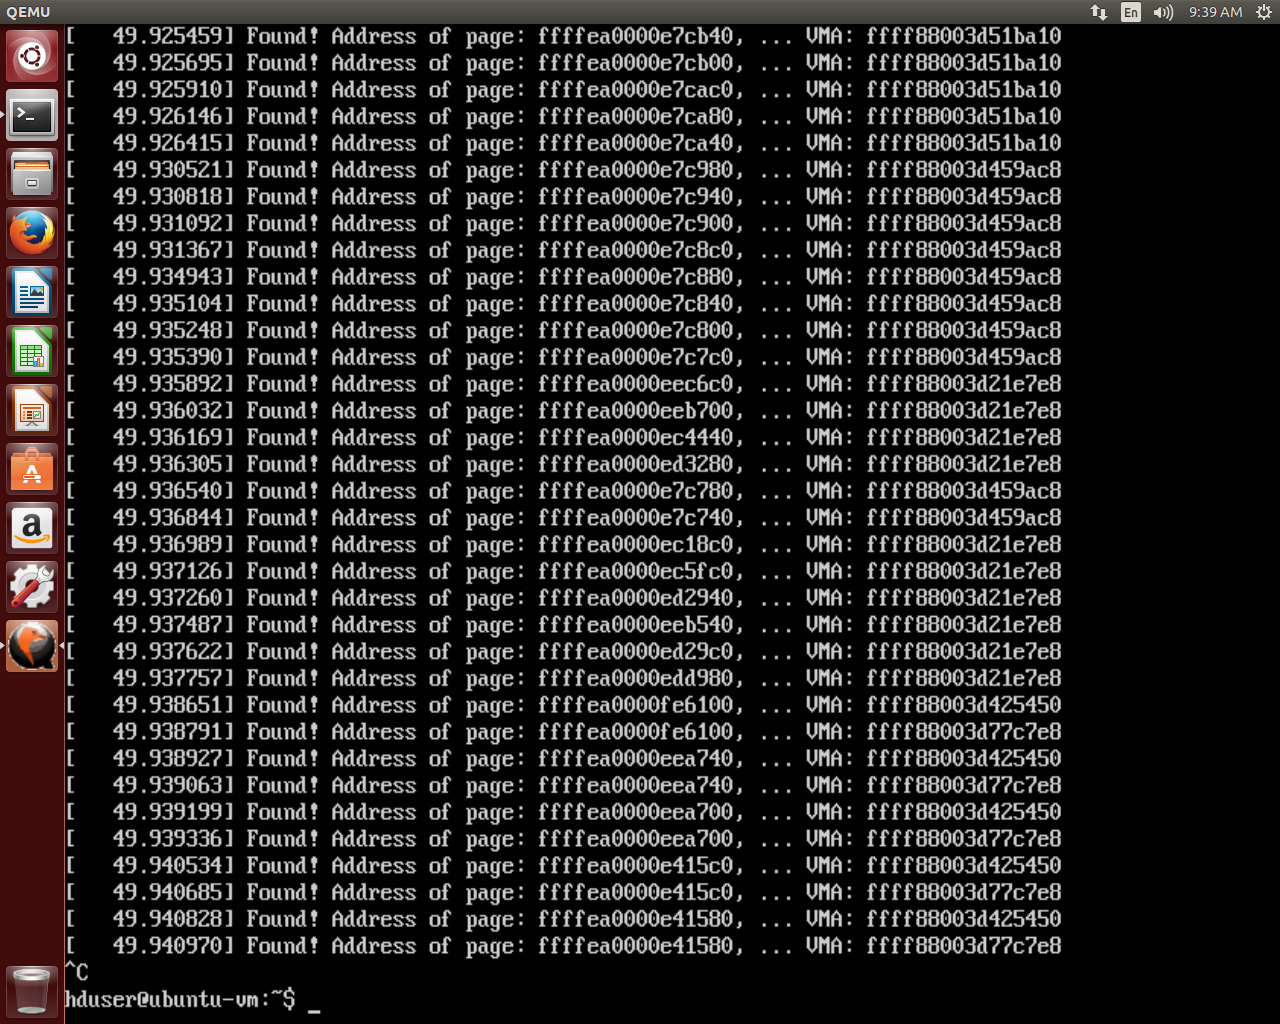 QEMU
En
9:39 AM
[   49.925459] Found! Address of page: ffffea0000e7cb40, ... VMA: ffff88003d51ba10
[   49.925695] Found! Address of page: ffffea0000e7cb00, ... VMA: ffff88003d51ba10
[   49.925910] Found! Address of page: ffffea0000e7cac0, ... VMA: ffff88003d51ba10
[   49.926146] Found! Address of page: ffffea0000e7ca80, ... VMA: ffff88003d51ba10
[   49.926415] Found! Address of page: ffffea0000e7ca40, ... VMA: ffff88003d51ba10
[   49.930521] Found! Address of page: ffffea0000e7c980, ... VMA: ffff88003d459ac8
[   49.930818] Found! Address of page: ffffea0000e7c940, ... VMA: ffff88003d459ac8
[   49.931092] Found! Address of page: ffffea0000e7c900, ... VMA: ffff88003d459ac8
[   49.931367] Found! Address of page: ffffea0000e7c8c0, ... VMA: ffff88003d459ac8
[   49.934943] Found! Address of page: ffffea0000e7c880, ... VMA: ffff88003d459ac8
[   49.935104] Found! Address of page: ffffea0000e7c840, ... VMA: ffff88003d459ac8
[   49.935248] Found! Address of page: ffffea0000e7c800, ... VMA: ffff88003d459ac8
[   49.935390] Found! Address of page: ffffea0000e7c7c0, ... VMA: ffff88003d459ac8
[   49.935892] Found! Address of page: ffffea0000eec6c0, ... VMA: ffff88003d21e7e8
[   49.936032] Found! Address of page: ffffea0000eeb700, ... VMA: ffff88003d21e7e8
[   49.936169] Found! Address of page: ffffea0000ec4440, ... VMA: ffff88003d21e7e8
[   49.936305] Found! Address of page: ffffea0000ed3280, ... VMA: ffff88003d21e7e8
[   49.936540] Found! Address of page: ffffea0000e7c780, ... VMA: ffff88003d459ac8
[   49.936844] Found! Address of page: ffffea0000e7c740, ... VMA: ffff88003d459ac8
[   49.936989] Found! Address of page: ffffea0000ec18c0, ... VMA: ffff88003d21e7e8
[   49.937126] Found! Address of page: ffffea0000ec5fc0, ... VMA: ffff88003d21e7e8
[   49.937260] Found! Address of page: ffffea0000ed2940, ... VMA: ffff88003d21e7e8
[   49.937487] Found! Address of page: ffffea0000eeb540, ... VMA: ffff88003d21e7e8
[   49.937622] Found! Address of page: ffffea0000ed29c0, ... VMA: ffff88003d21e7e8
[   49.937757] Found! Address of page: ffffea0000edd980, ... VMA: ffff88003d21e7e8
[   49.938651] Found! Address of page: ffffea0000fe6100, ... VMA: ffff88003d425450
[   49.938791] Found! Address of page: ffffea0000fe6100, ... VMA: ffff88003d77c7e8
[   49.938927] Found! Address of page: ffffea0000eea740, ... VMA: ffff88003d425450
[   49.939063] Found! Address of page: ffffea0000eea740, ... VMA: ffff88003d77c7e8
[   49.939199] Found! Address of page: ffffea0000eea700, ... VMA: ffff88003d425450
[   49.939336] Found! Address of page: ffffea0000eea700, ... VMA: ffff88003d77c7e8
[   49.940534] Found! Address of page: ffffea0000e415c0, ... VMA: ffff88003d425450
[   49.940685] Found! Address of page: ffffea0000e415c0, ... VMA: ffff88003d77c7e8
[   49.940828] Found! Address of page: ffffea0000e41580, ... VMA: ffff88003d425450
[   49.940970] Found! Address of page: ffffea0000e41580, ... VMA: ffff88003d77c7e8
^C
hduser@ubuntu-vm:~$ _